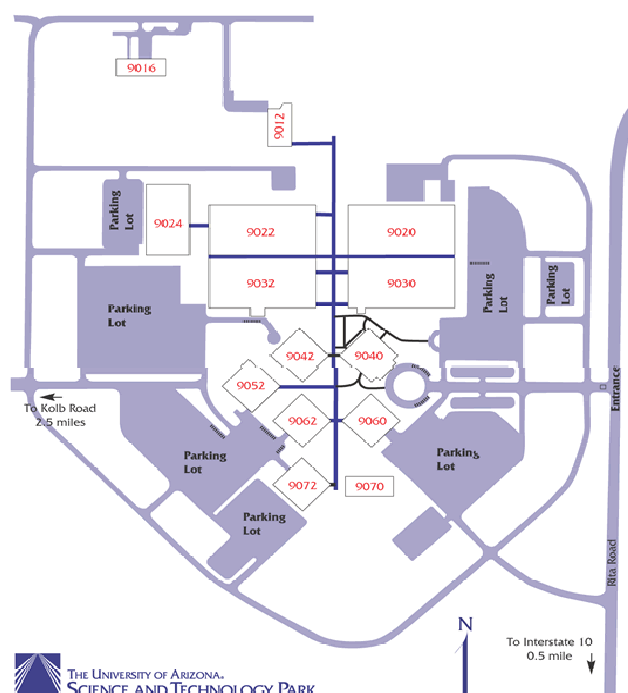 9016
9012
Parking
Lot
9024
9022
9020
9032
9030
Parking
Lot
Parking
Lot
Parking
Lot
9042
9040
9052
To Kolb Road
2.5 miles
Entrance
9062
9060
Parking
Lot
Parking
Lot
9072
9070
Parking
Lot
Rita Road
N
To Interstate 10
0.5 mile
THE UNIVERSITY OF ARIZONA®
SCIENCE AND TECHNOLOGY PARK